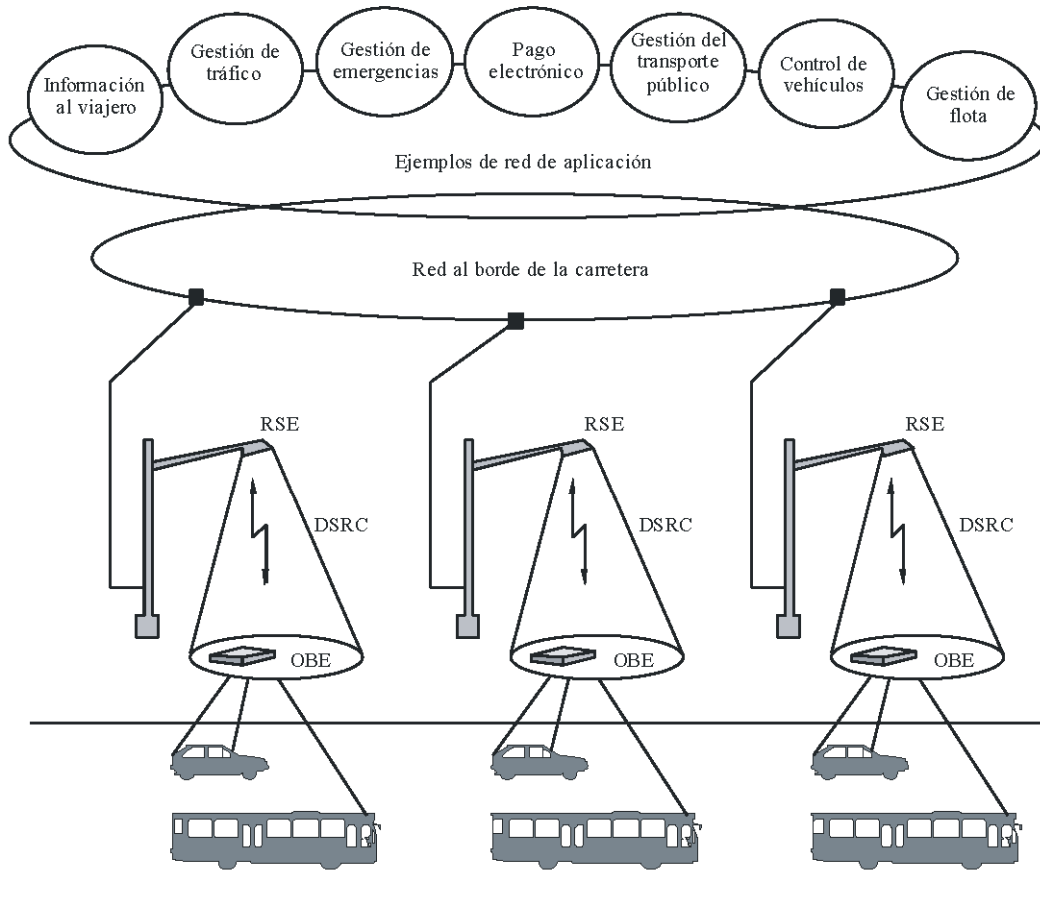 Información
al viajero
Gestión de
tráfico
Gestión de
emergencias
Pago
electrónico
Gestión del
transporte
público
Control de
vehículos
Gestión de
flota
Ejemplos de red de aplicación
Red al borde de la carretera
RSE
RSE
RSE
DSRC
DSRC
DSRC
OBE
OBE
OBE